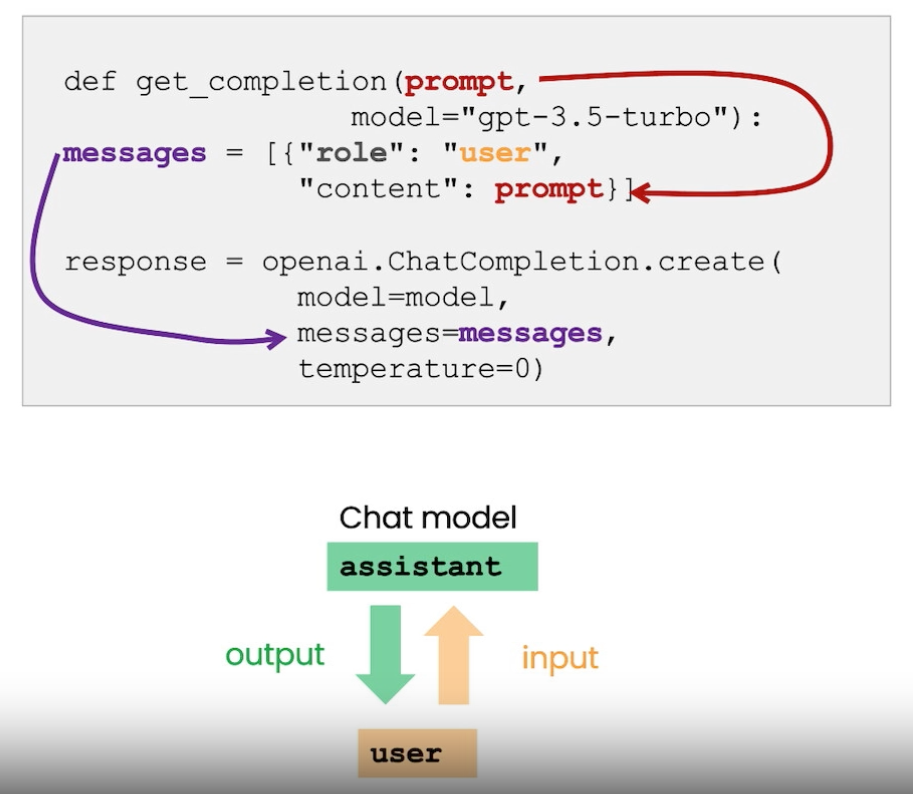 def get_completion(prompt,
model="gpt-3.5-turbo"):
messages = [{"role": "user",
"content": prompt}]
response = openai.ChatCompletion.create(
model=model,
messages=messages,
temperature=0)
Chat model
assistant
output
input
user